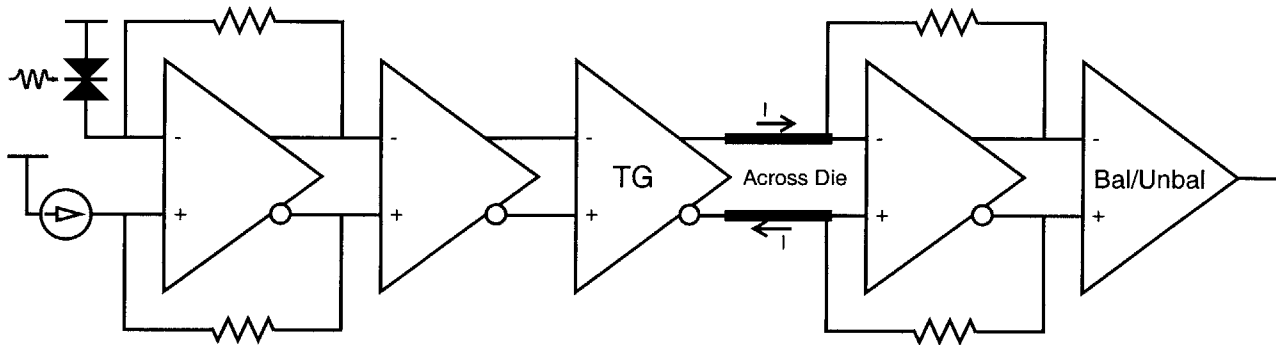 I
- - - - -
TG
Across Die
Bal/Unbal
+ + + + +
I